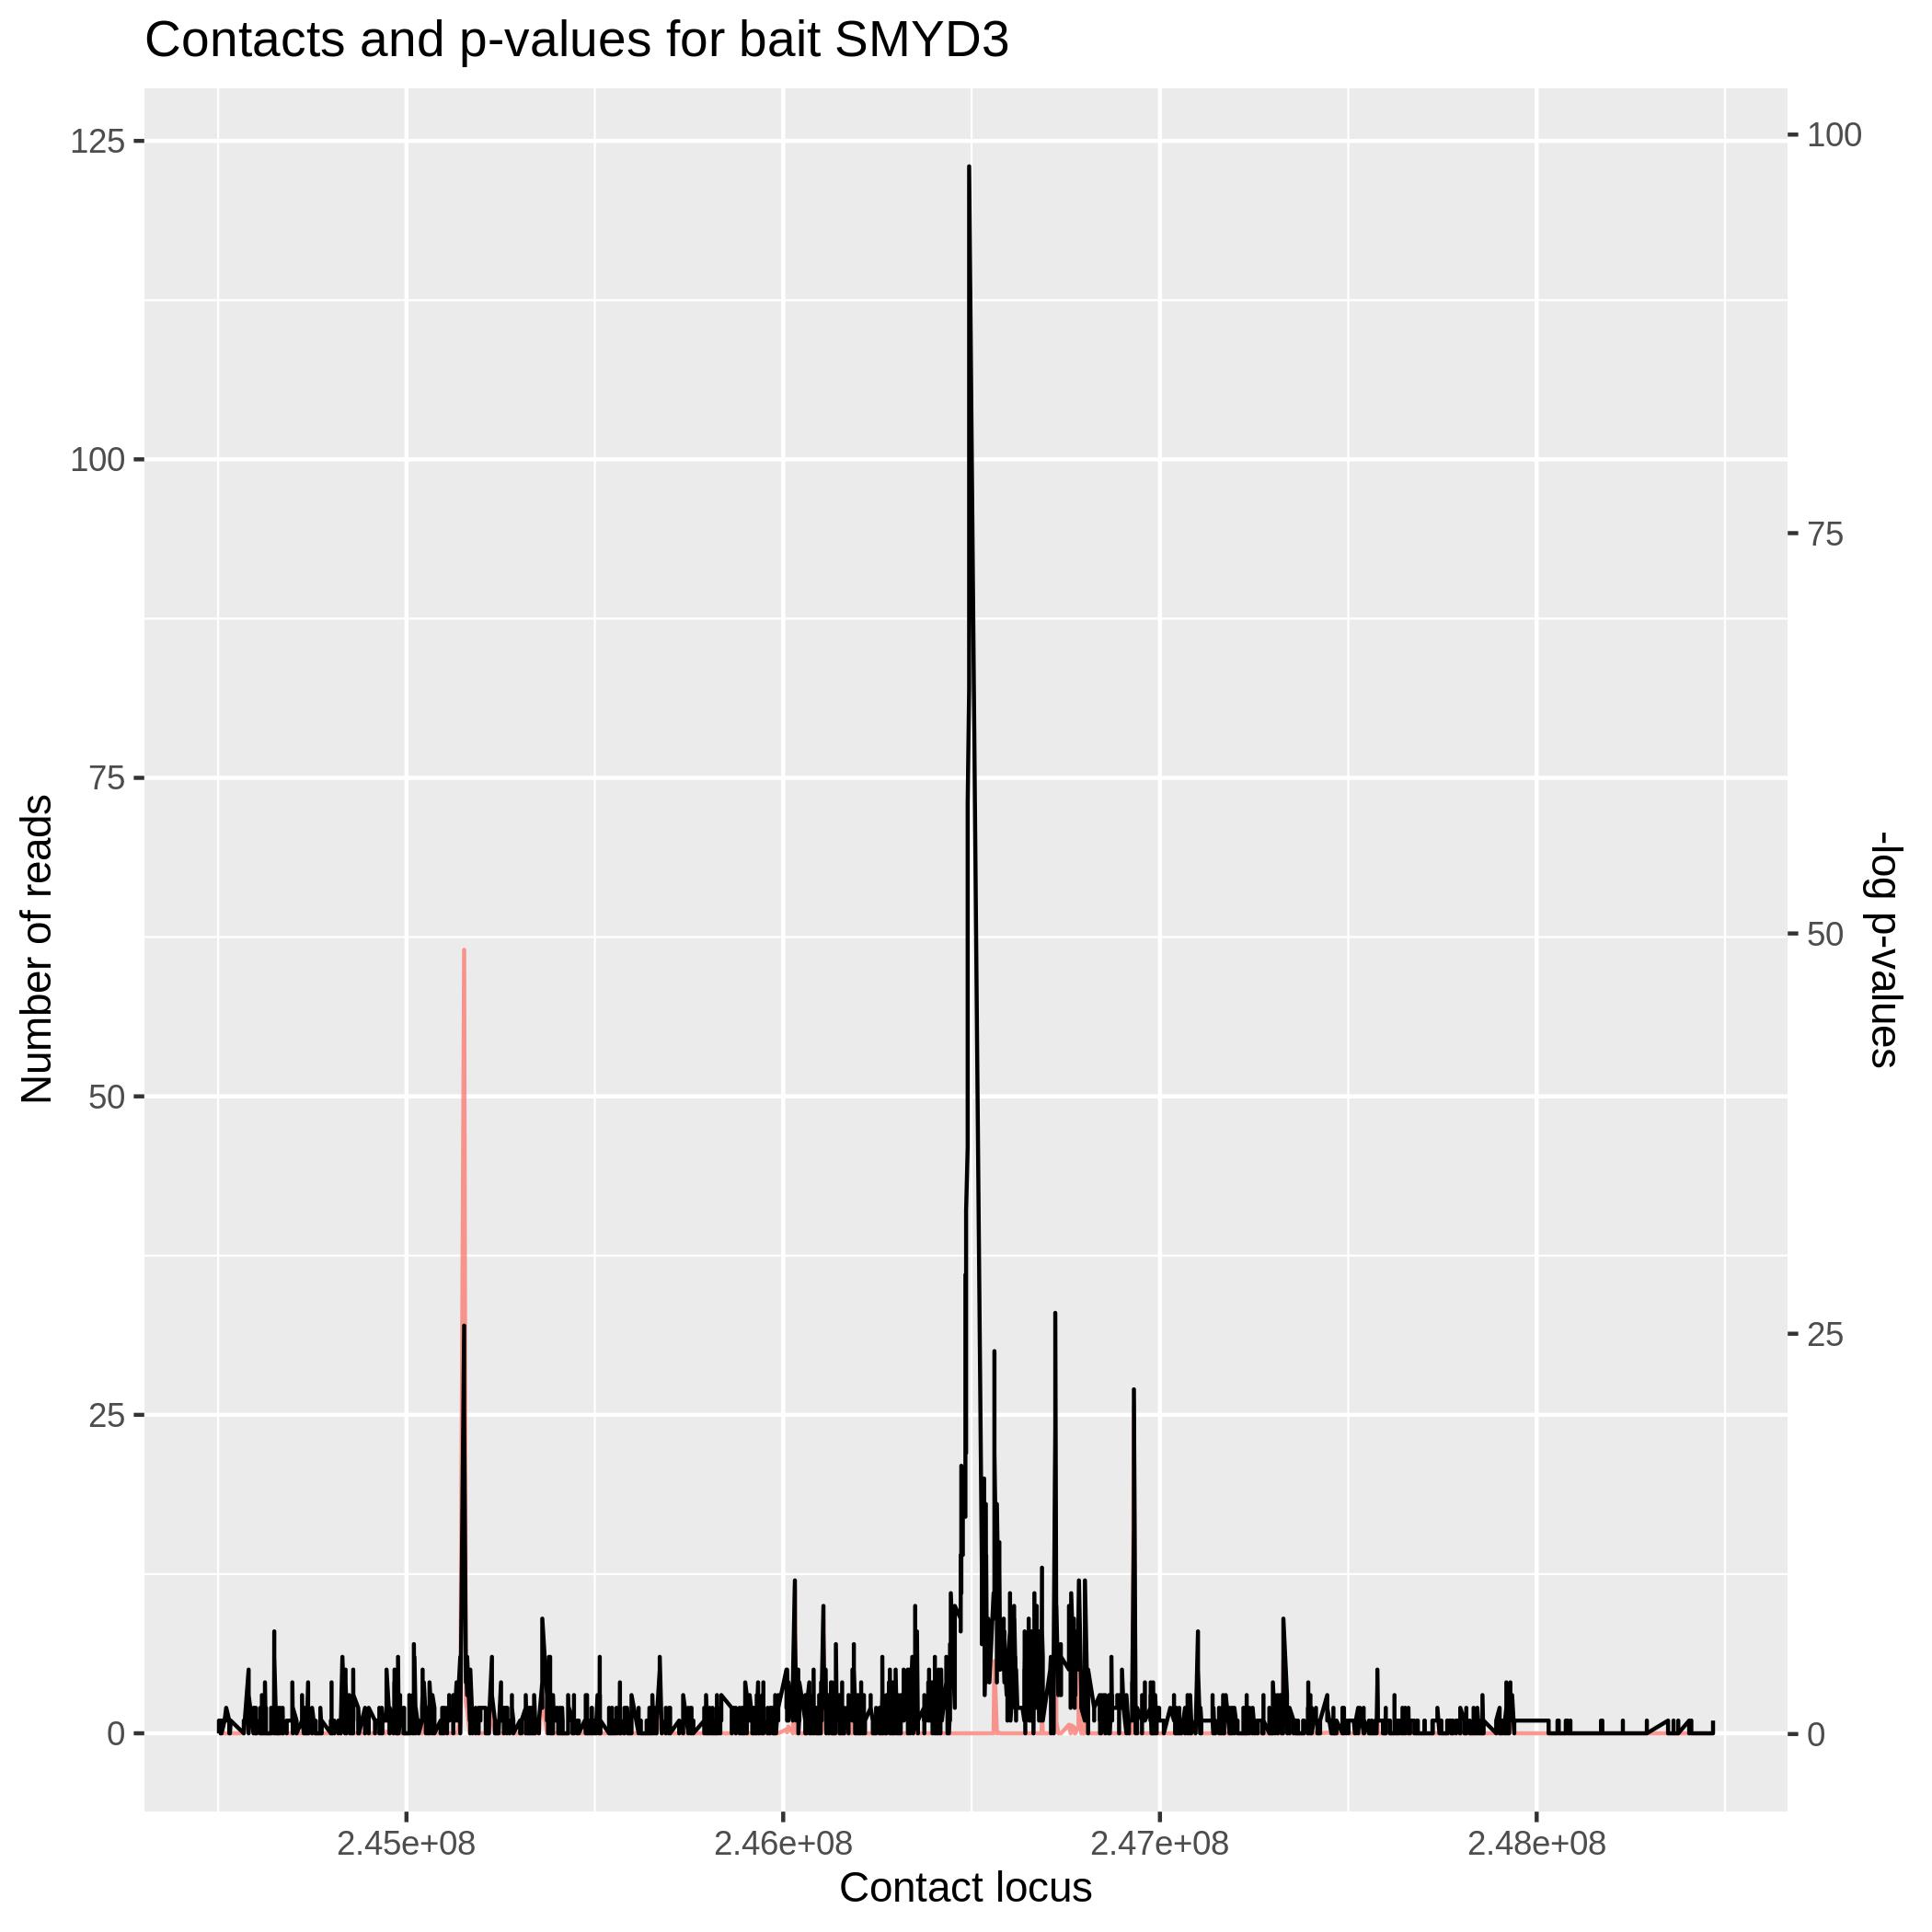 Contacts and p-values for bait SMYD3
125
100
75
50
25
0
Number of reads
100
75
50
25
0
-log p-values
2.45e+08
2.46e+08
2.47e+08
2.48e+08
Contact locus